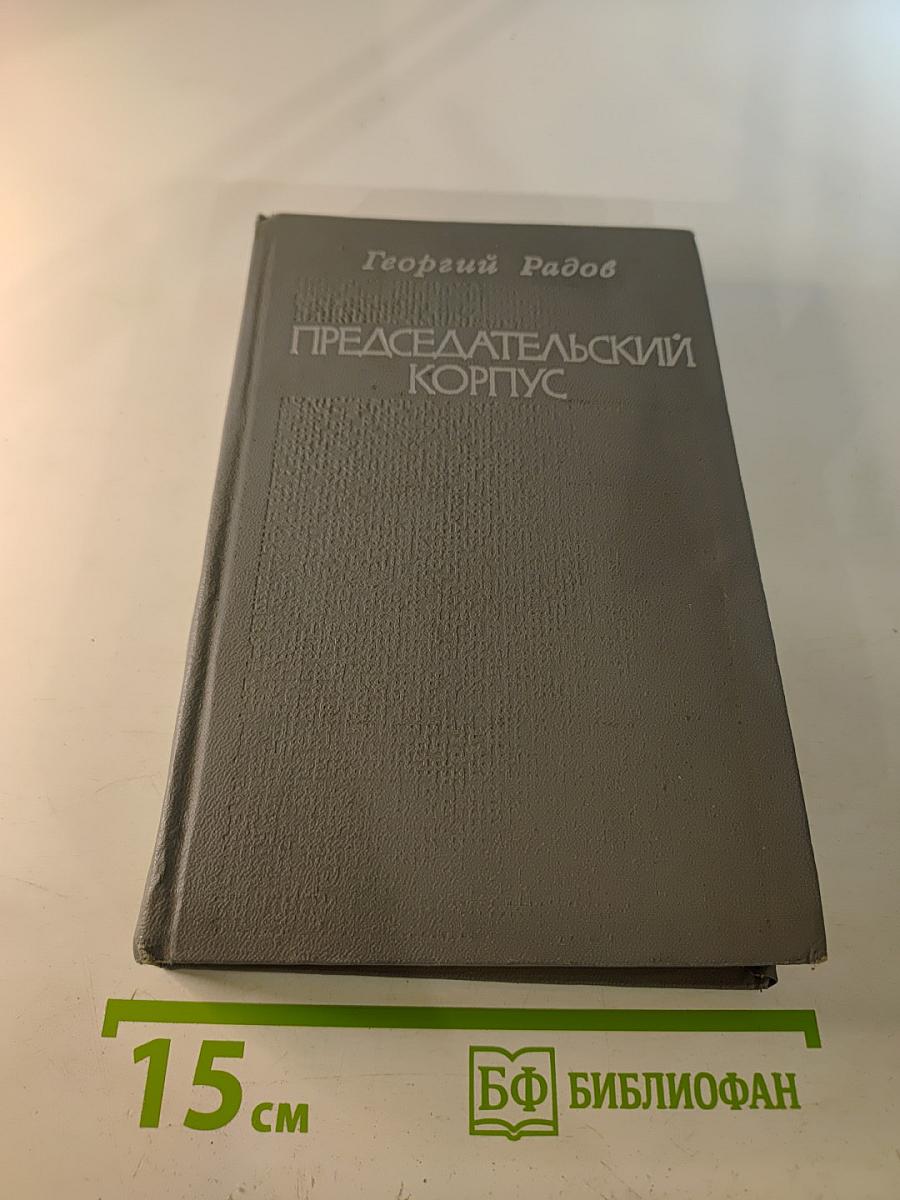 Георгий Радов
ПРЕДСЕДАТЕЛЬСКИЙ
КОРПУС
15 см
БФ БИБЛИОФАН